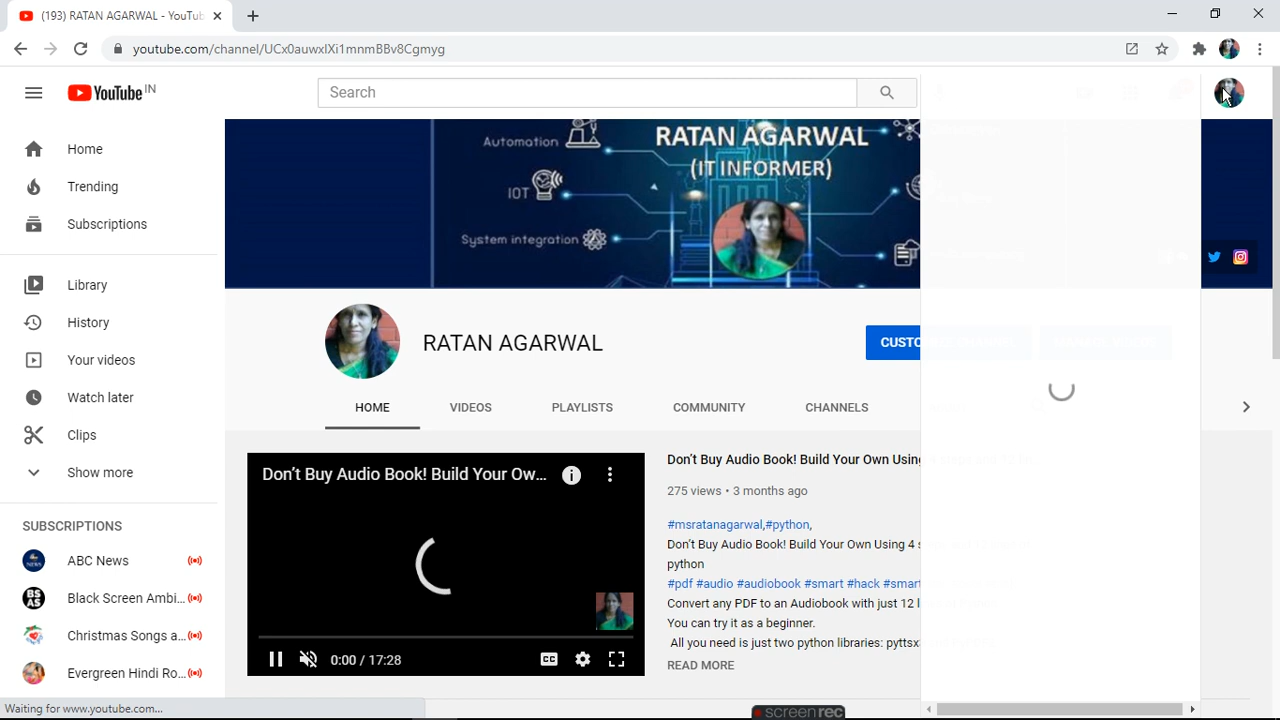 (193) RATAN AGARWAL - YouTub
youtube.com/channel/UCx0auwxIXi1mnmBBv8Cgmyg
YouTube IN
Search
Home
Trending
Subscriptions
Library
History
Your videos
Watch later
Clips
Show more
SUBSCRIPTIONS
ABC News
Black Screen Ambi...
Christmas Songs a...
Evergreen Hindi Ro...
Automation
IOT
System integration
RATAN AGARWAL
(IT INFORMER)
RATAN AGARWAL
CUSTO
HOME VIDEOS PLAYLISTS COMMUNITY CHANNELS
Don't Buy Audio Book! Build Your Ow...
0:00 / 17:28
CC
Don't Buy Audio Book! Build Your Own Using
275 views • 3 months ago
#msratanagarwal,#python,
Don't Buy Audio Book! Build Your Own Using 4 s
python
#pdf #audio #audiobook #smart #hack #smart
Convert any PDF to an Audiobook with just 12 l
You can try it as a beginner.
All you need is just two python libraries: pyttsx
READ MORE
Waiting for www.youtube.com...
screenrec